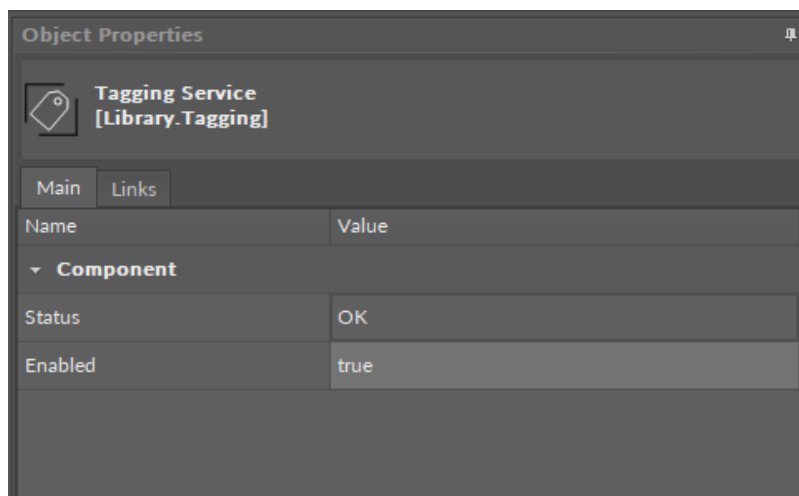 Object Properties
Tagging Service
[Library.Tagging]
Main Links
Name Value
Component
Status OK
Enabled true